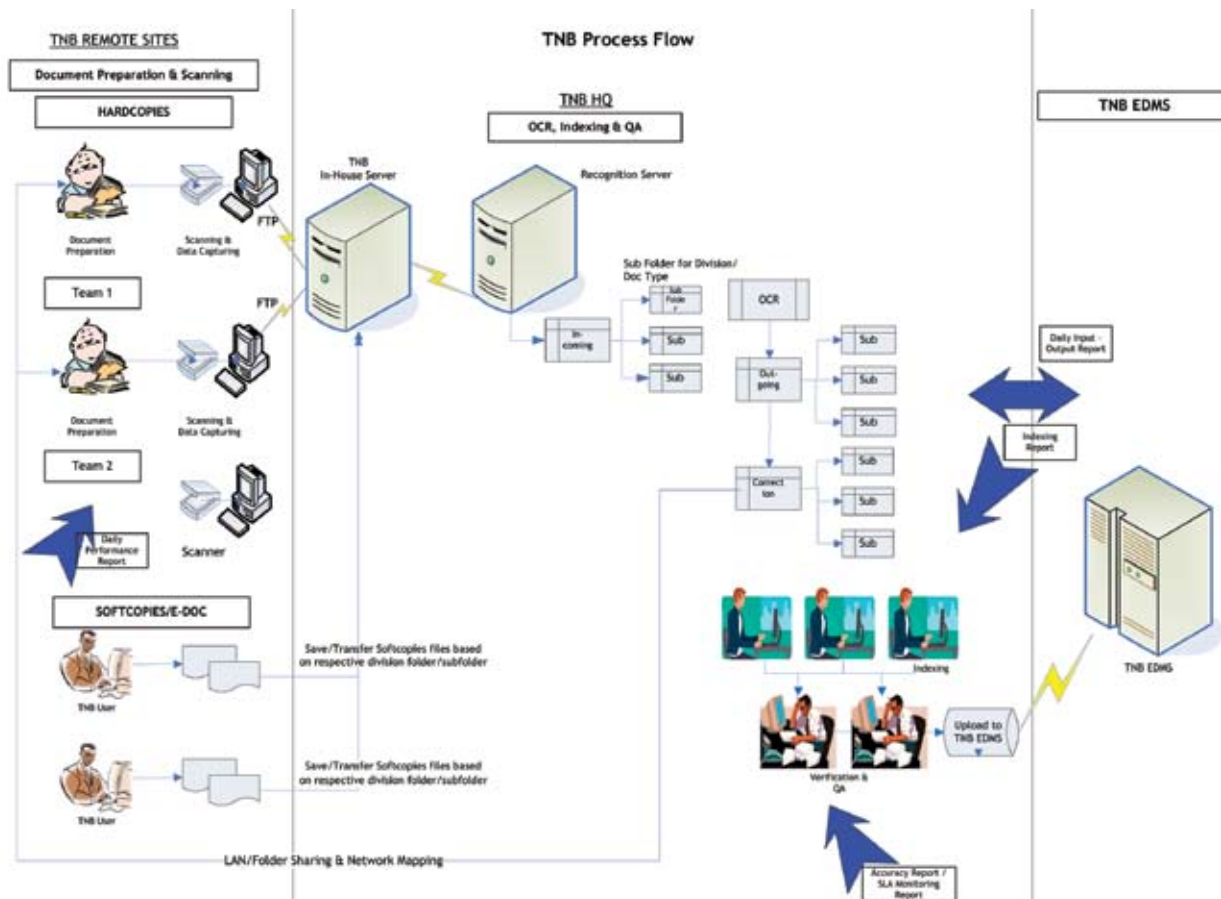 TNB REMOTE SITES
Document Preparation & Scanning
HARDCOPIES
Document
Preparation
Scanning &
Data Capturing
FTP
Team 1
FTP
Document
Preparation
Scanning &
Data Capturing
Team 2
Scanner
Daily
Performance
Report
SOFTCOPIES/E-DOC
TNB User
TNB User
TNB Process Flow
TNB HQ
OCR, Indexing & QA
TNB
In-House Server
Recognition Server
Sub Folder for Division/
Doc Type
Sub
Folde
r
Sub
Sub
In-
coming
OCR
Out-
going
Sub
Sub
Sub
Correct
ion
Sub
Sub
Sub
Save/Transfer Softcopies files based
on respective division folder/subfolder
Save/Transfer Softcopies files based
on respective division folder/subfolder
LAN/Folder Sharing & Network Mapping
Indexing
Verification &
QA
Upload to
TNB EDMS
Accuracy Report /
SLA Monitoring
Report
TNB EDMS
Daily Input -
Output Report
Indexing
Report
TNB EDMS